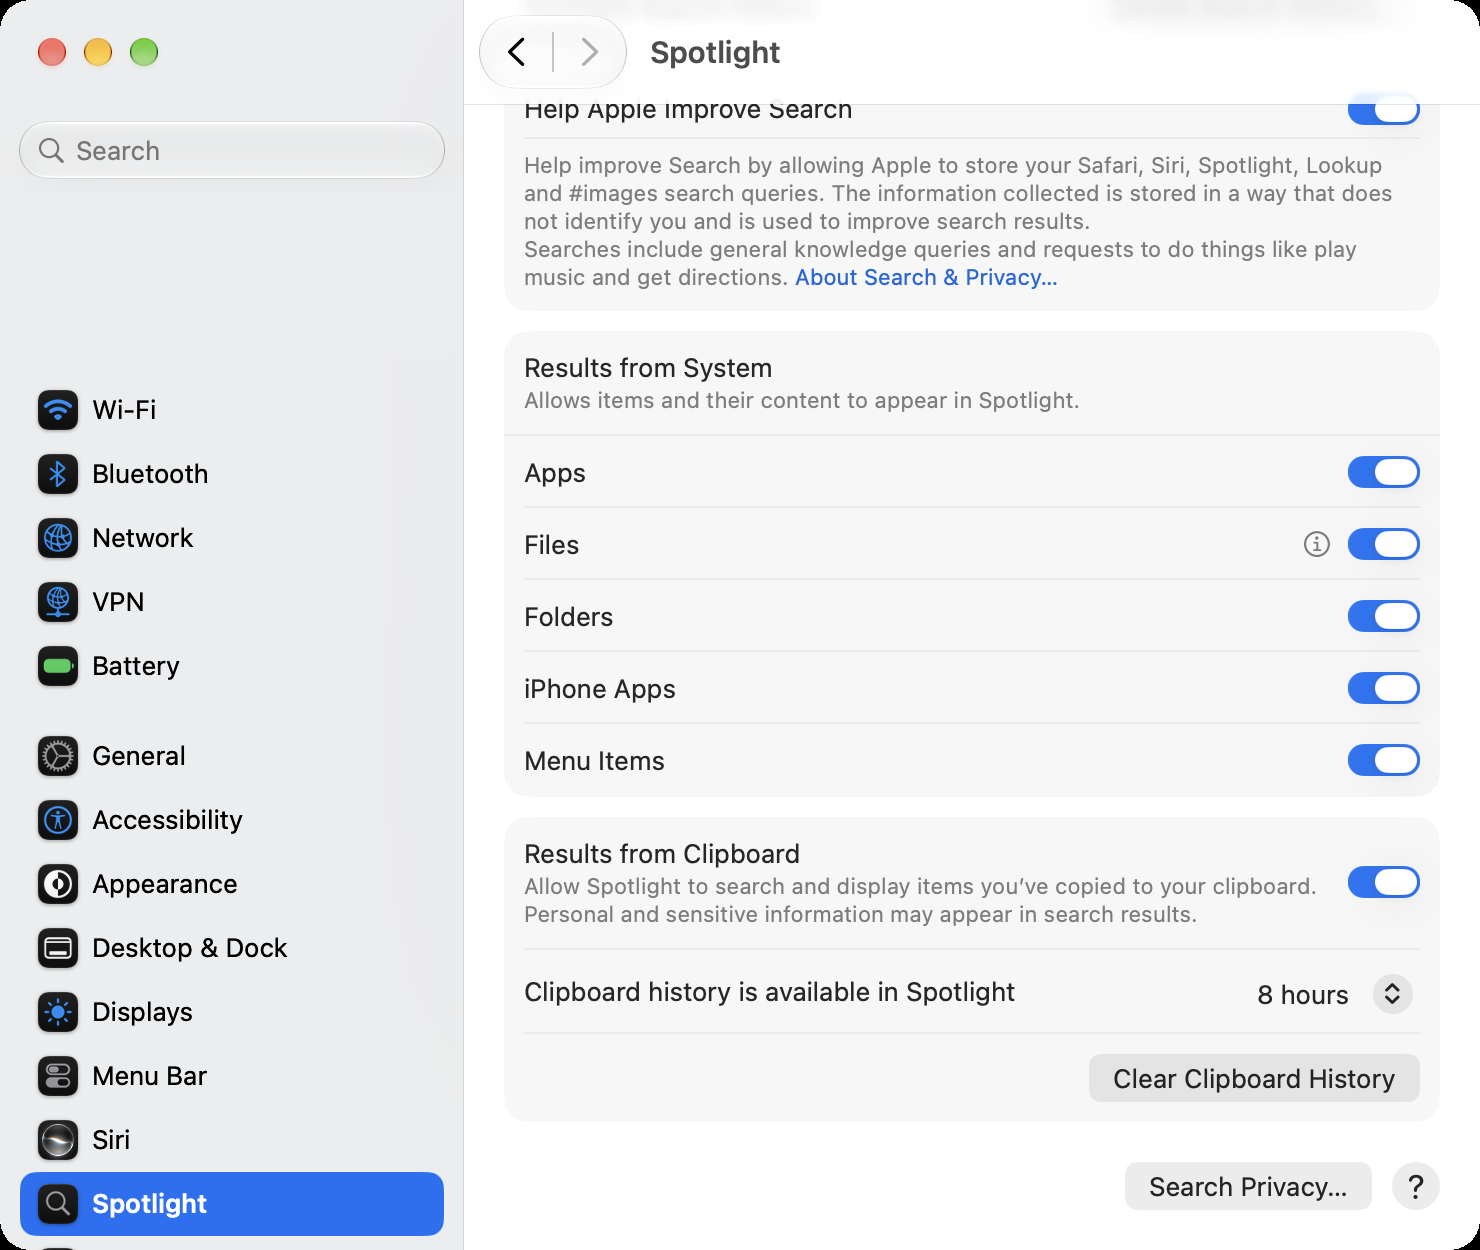 Spotlight
Search
Wi-Fi
Bluetooth
Network
VPN
Battery
General
Accessibility
Appearance
Desktop & Dock
Displays
Menu Bar
Siri
Spotlight
Help Apple Improve Search
Help improve Search by allowing Apple to store your Safari, Siri, Spotlight, Lookup
and #images search queries. The information collected is stored in a way that does
not identify you and is used to improve search results.
Searches include general knowledge queries and requests to do things like play
music and get directions. About Search & Privacy...
Results from System
Allows items and their content to appear in Spotlight.
Apps
Files
Folders
iPhone Apps
Menu Items
Results from Clipboard
Allow Spotlight to search and display items you’ve copied to your clipboard.
Personal and sensitive information may appear in search results.
Clipboard history is available in Spotlight 8 hours
Clear Clipboard History
Search Privacy... ?